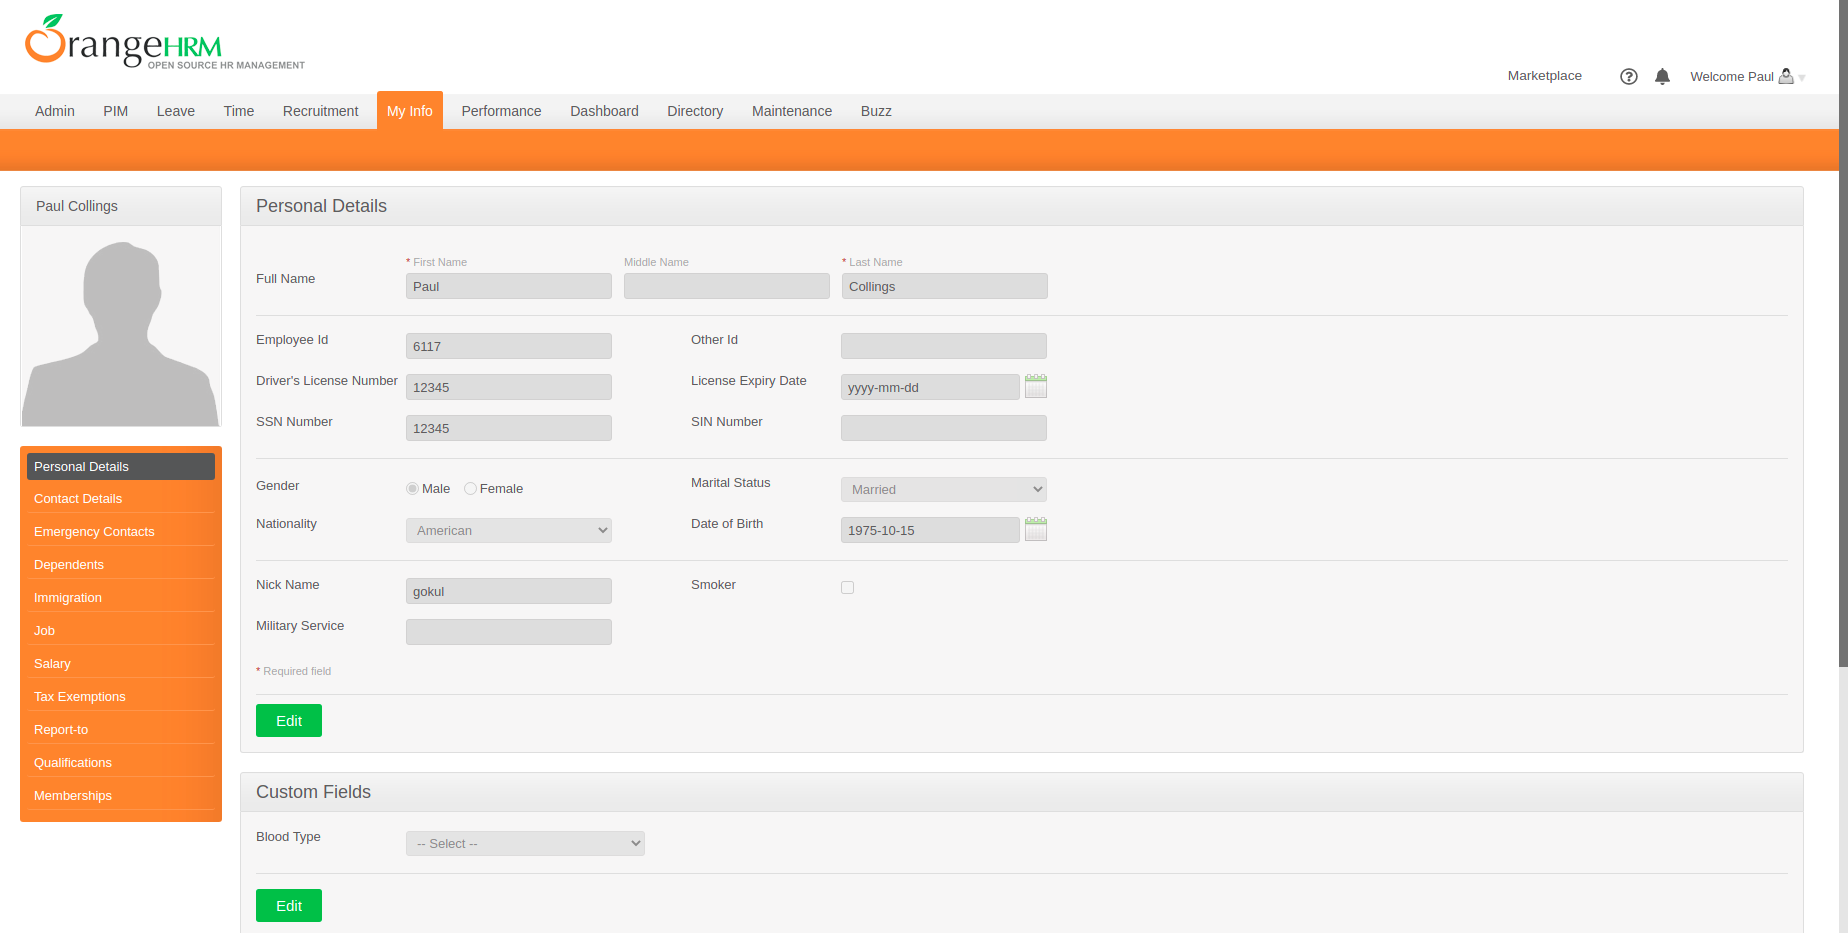 OrangeHRM
OPEN SOURCE HR MANAGEMENT
Marketplace
Welcome Paul
Admin PIM Leave Time Recruitment My Info Performance Dashboard Directory Maintenance Buzz
Paul Collings
Personal Details
Contact Details
Emergency Contacts
Dependents
Immigration
Job
Salary
Tax Exemptions
Report-to
Qualifications
Memberships
Personal Details
* First Name Middle Name * Last Name
Full Name Paul Collings
Employee Id 6117 Other Id
Driver's License Number 12345 License Expiry Date yyyy-mm-dd
SSN Number 12345 SIN Number
Gender Male Female Marital Status Married
Nationality American Date of Birth 1975-10-15
Nick Name gokul Smoker
Military Service
* Required field
Edit
Custom Fields
Blood Type -- Select --
Edit